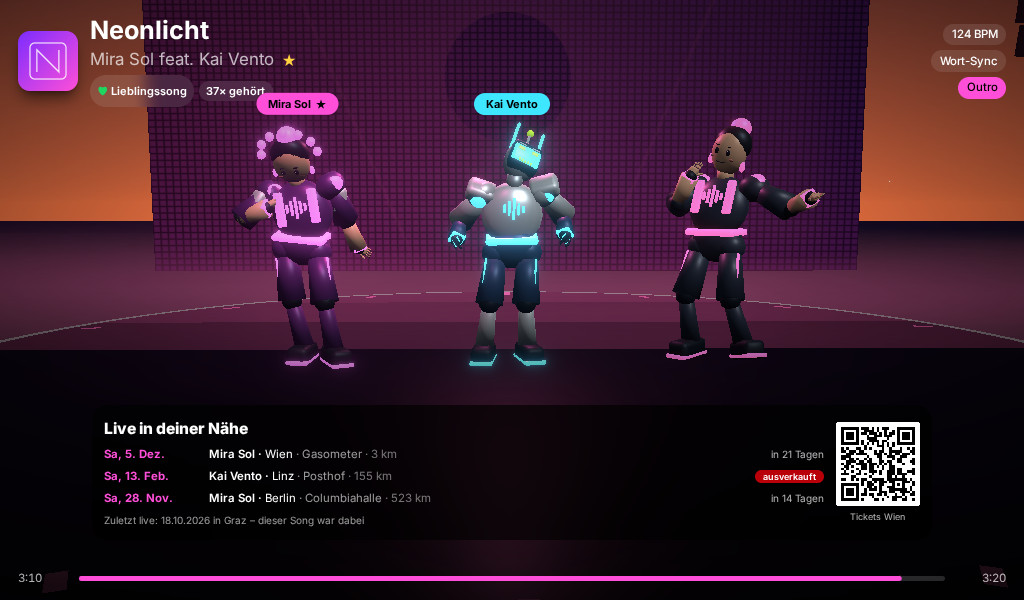 Neonlicht
Mira Sol feat. Kai Vento ★
Lieblingssong
37× gehört
124 BPM
Wort-Sync
Outro
Mira Sol ★
Kai Vento
Live in deiner Nähe
Sa, 5. Dez. Mira Sol · Wien · Gasometer · 3 km in 21 Tagen
Sa, 13. Feb. Kai Vento · Linz · Posthof · 155 km ausverkauft
Sa, 28. Nov. Mira Sol · Berlin · Columbiahalle · 523 km in 14 Tagen
Zuletzt live: 18.10.2026 in Graz – dieser Song war dabei
Tickets Wien
3:10
3:20